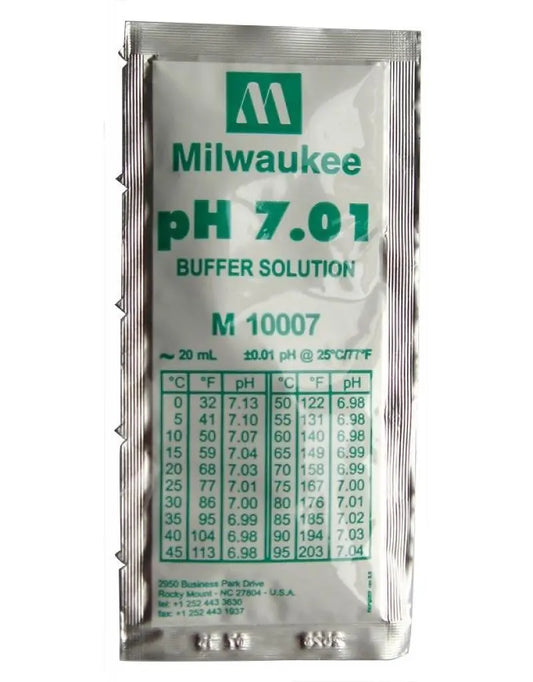 M
Milwaukee
pH 7.01
BUFFER SOLUTION
M 10007
~ 20 mL ±0.01 pH @ 25°C/77°F
°C °F pH °C °F pH
0 32 7.13 50 122 6.98
5 41 7.10 55 131 6.98
10 50 7.07 60 140 6.98
15 59 7.04 65 149 6.99
20 68 7.03 70 158 6.99
25 77 7.01 75 167 7.00
30 86 7.00 80 176 7.01
35 95 6.99 85 185 7.02
40 104 6.98 90 194 7.03
45 113 6.98 95 203 7.04
2950 Business Park Drive
Rocky Mount - NC 27804 - U.S.A.
tel: +1 252 443 3630
fax: +1 252 443 1937